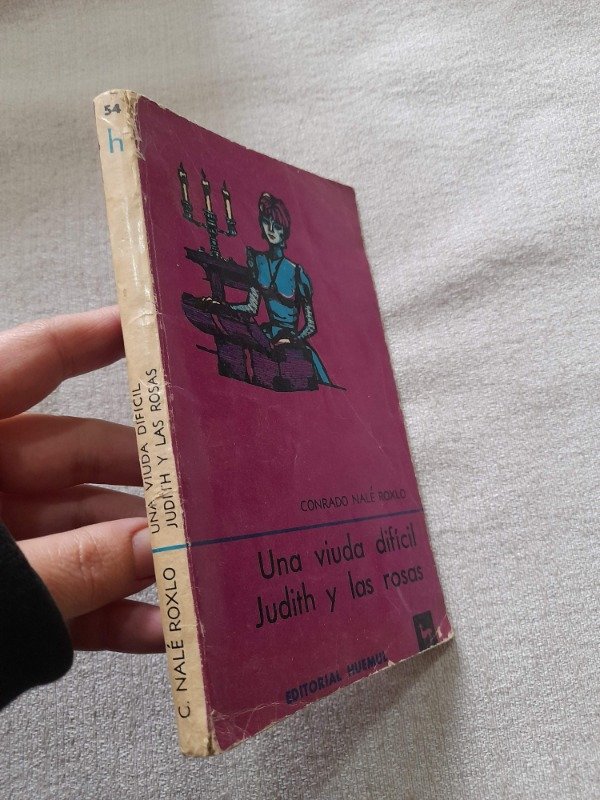 54
h
C. NALÉ ROXLO
UNA VIUDA DIFÍCIL
JUDITH Y LAS ROSAS
CONRADO NALÉ ROXLO
Una viuda difícil
Judith y las rosas
EDITORIAL HUEMUL
h